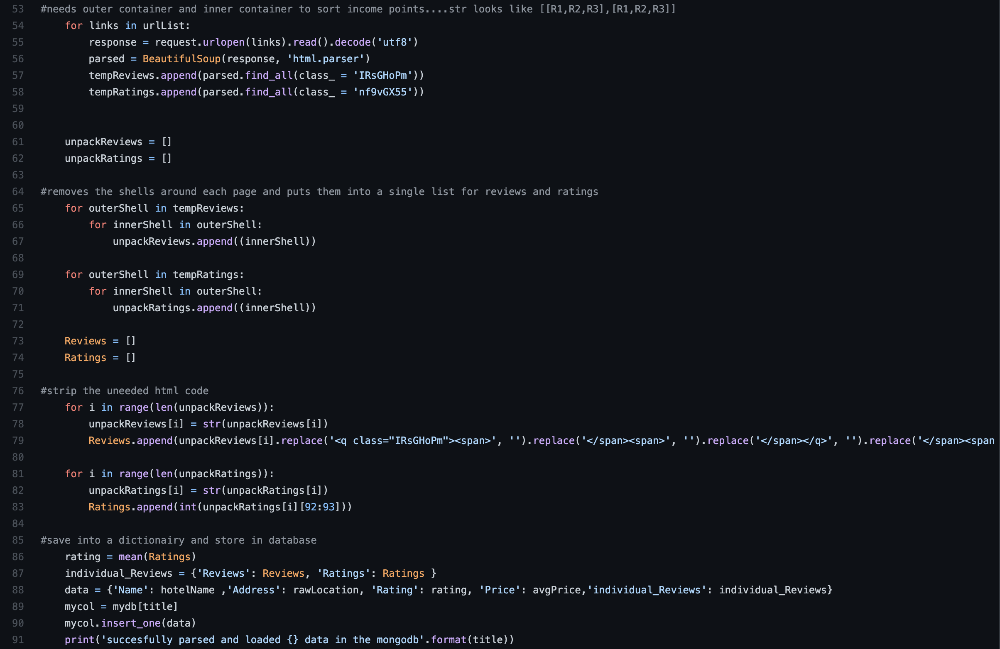 53 #needs outer container and inner container to sort income points....str looks like [[R1,R2,R3],[R1,R2,R3]]
54     for links in urlList:
55         response = request.urlopen(links).read().decode('utf8')
56         parsed = BeautifulSoup(response, 'html.parser')
57         tempReviews.append(parsed.find_all(class_ = 'IRsGHoPm'))
58         tempRatings.append(parsed.find_all(class_ = 'nf9vGX55'))
59
60
61     unpackReviews = []
62     unpackRatings = []
63
64 #removes the shells around each page and puts them into a single list for reviews and ratings
65     for outerShell in tempReviews:
66         for innerShell in outerShell:
67             unpackReviews.append((innerShell))
68
69     for outerShell in tempRatings:
70         for innerShell in outerShell:
71             unpackRatings.append((innerShell))
72
73     Reviews = []
74     Ratings = []
75
76 #strip the uneeded html code
77     for i in range(len(unpackReviews)):
78         unpackReviews[i] = str(unpackReviews[i])
79         Reviews.append(unpackReviews[i].replace('<q class="IRsGHoPm"><span>', '').replace('</span><span>', '').replace('</span></q>', '').replace('</span><span
80
81     for i in range(len(unpackRatings)):
82         unpackRatings[i] = str(unpackRatings[i])
83         Ratings.append(int(unpackRatings[i][92:93]))
84
85 #save into a dictionairy and store in database
86     rating = mean(Ratings)
87     individual_Reviews = {'Reviews': Reviews, 'Ratings': Ratings }
88     data = {'Name': hotelName ,'Address': rawLocation, 'Rating': rating, 'Price': avgPrice,'individual_Reviews': individual_Reviews}
89     mycol = mydb[title]
90     mycol.insert_one(data)
91     print('succesfully parsed and loaded {} data in the mongodb'.format(title))